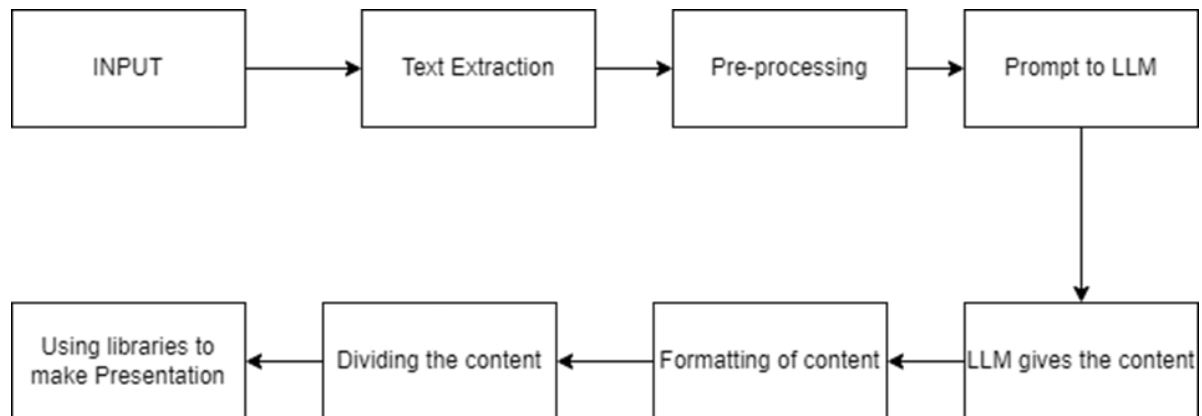 INPUT
Text Extraction
Pre-processing
Prompt to LLM
LLM gives the content
Formatting of content
Dividing the content
Using libraries to
make Presentation